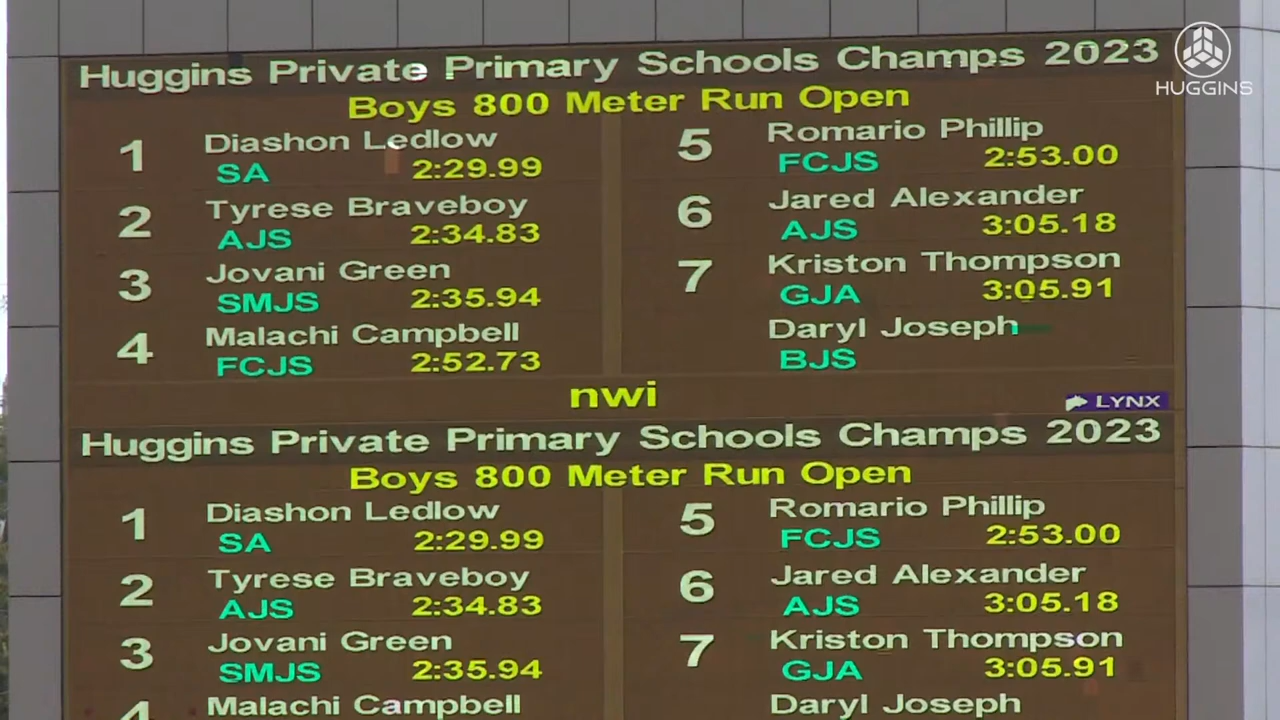 HUGGINS
Huggins Private Primary Schools Champs 2023
Boys 800 Meter Run Open
1 Diashon Ledlow
SA 2:29.99
2 Tyrese Braveboy
AJS 2:34.83
3 Jovani Green
SMJS 2:35.94
4 Malachi Campbell
FCJS 2:52.73
5 Romario Phillip
FCJS 2:53.00
6 Jared Alexander
AJS 3:05.18
7 Kriston Thompson
GJA 3:05.91
Daryl Joseph
BJS
nwi
LYNX
Huggins Private Primary Schools Champs 2023
Boys 800 Meter Run Open
1 Diashon Ledlow
SA 2:29.99
2 Tyrese Braveboy
AJS 2:34.83
3 Jovani Green
SMJS 2:35.94
4 Malachi Campbell
5 Romario Phillip
FCJS 2:53.00
6 Jared Alexander
AJS 3:05.18
7 Kriston Thompson
GJA 3:05.91
Daryl Joseph